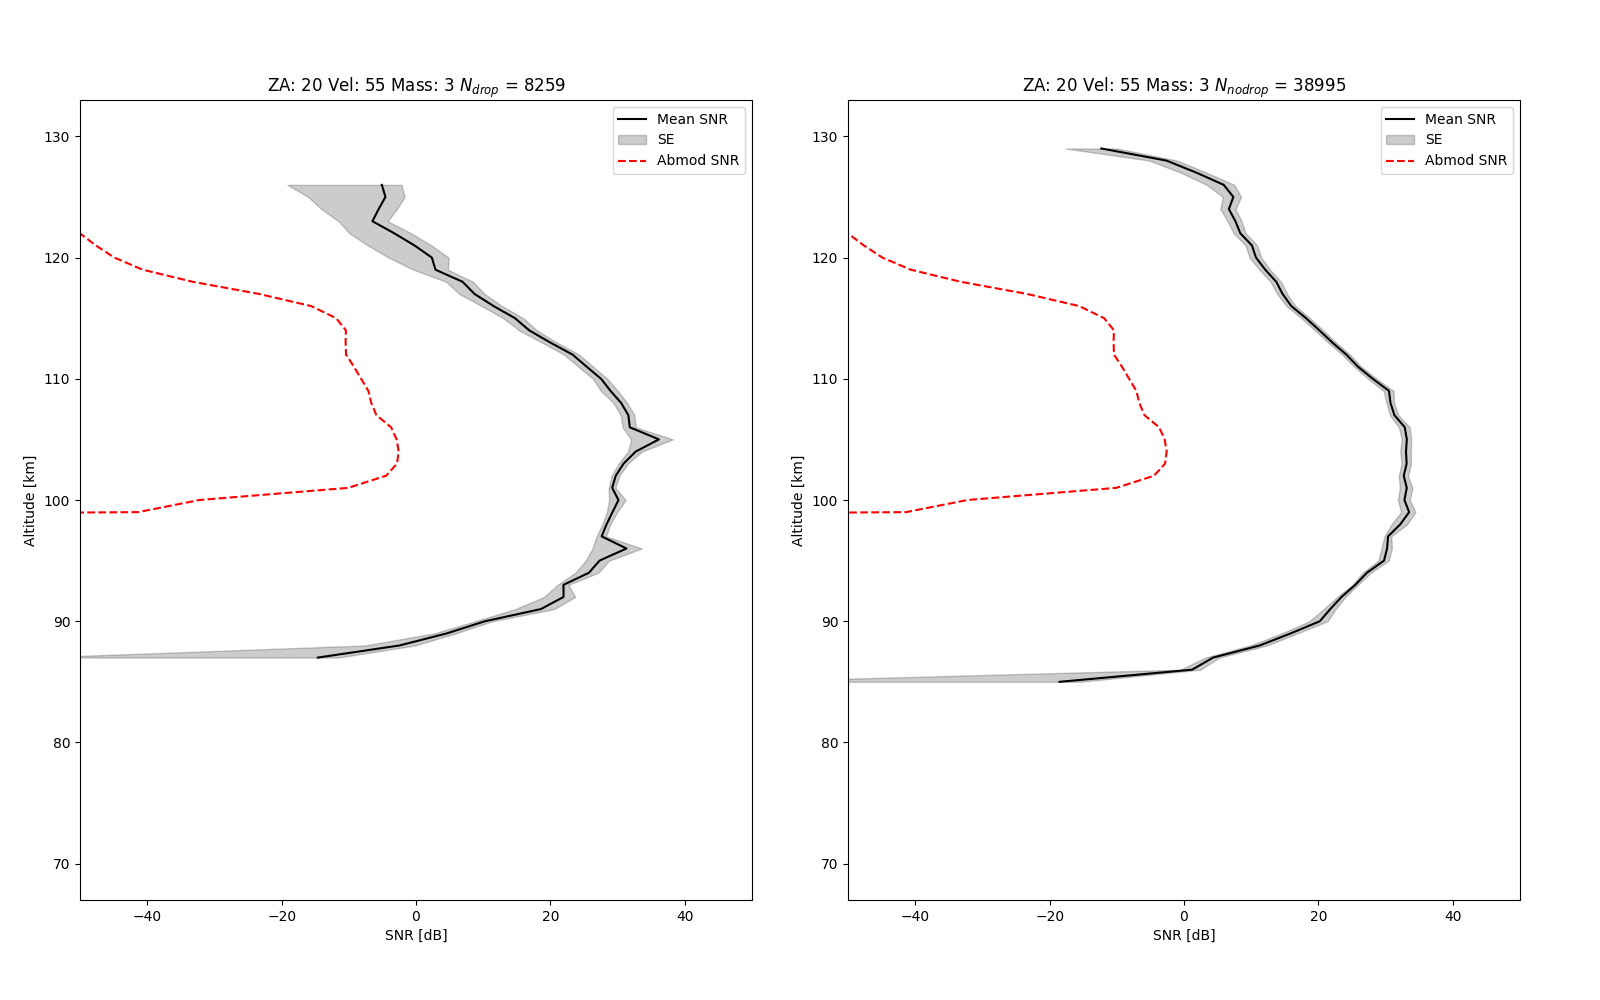 ZA: 20 Vel: 55 Mass: 3 N_drop = 8259
Mean SNR
SE
Abmod SNR
130
120
110
100
90
80
70
Altitude [km]
−40 −20 0 20 40
SNR [dB]
ZA: 20 Vel: 55 Mass: 3 N_nodrop = 38995
Mean SNR
SE
Abmod SNR
130
120
110
100
90
80
70
Altitude [km]
−40 −20 0 20 40
SNR [dB]